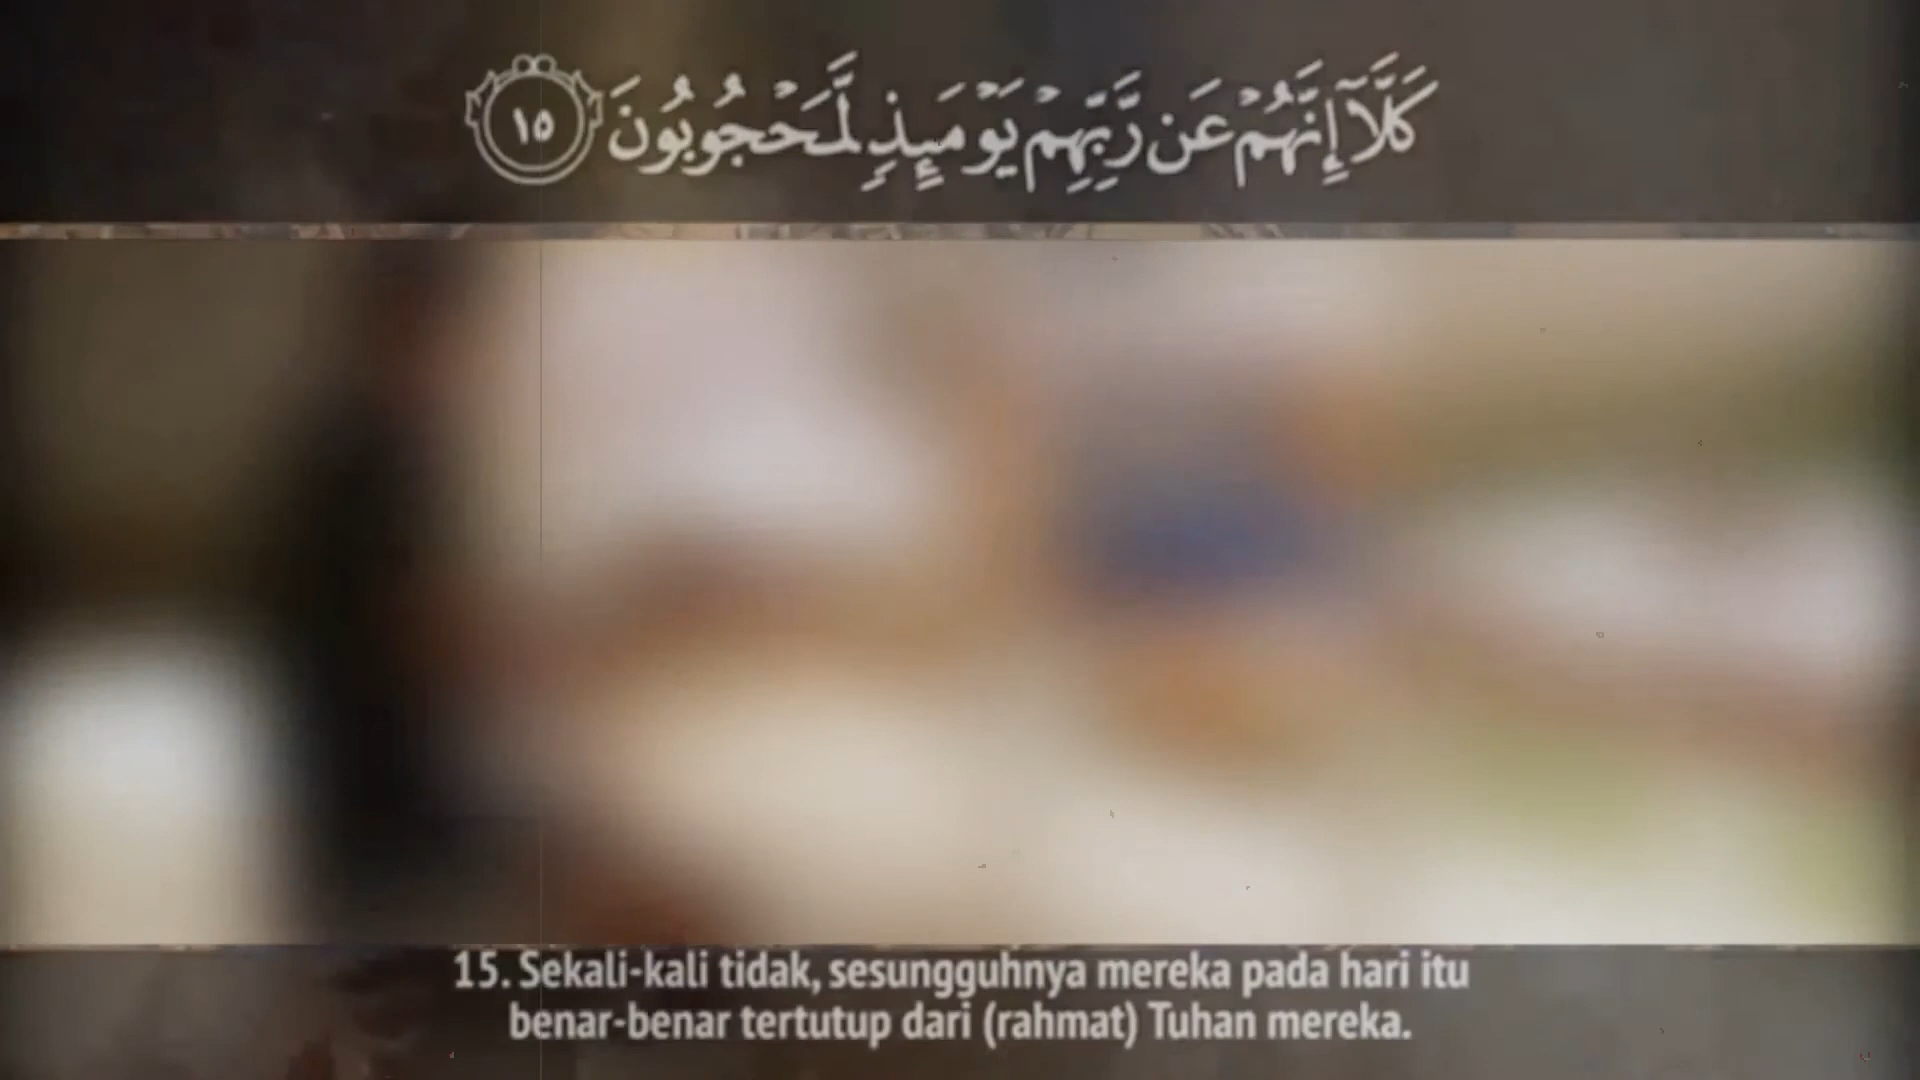 كَلَّآ إِنَّهُمْ عَن رَّبِّهِمْ يَوْمَئِذٍ لَّمَحْجُوبُونَ ١٥
15. Sekali-kali tidak, sesungguhnya mereka pada hari itu
benar-benar tertutup dari (rahmat) Tuhan mereka.